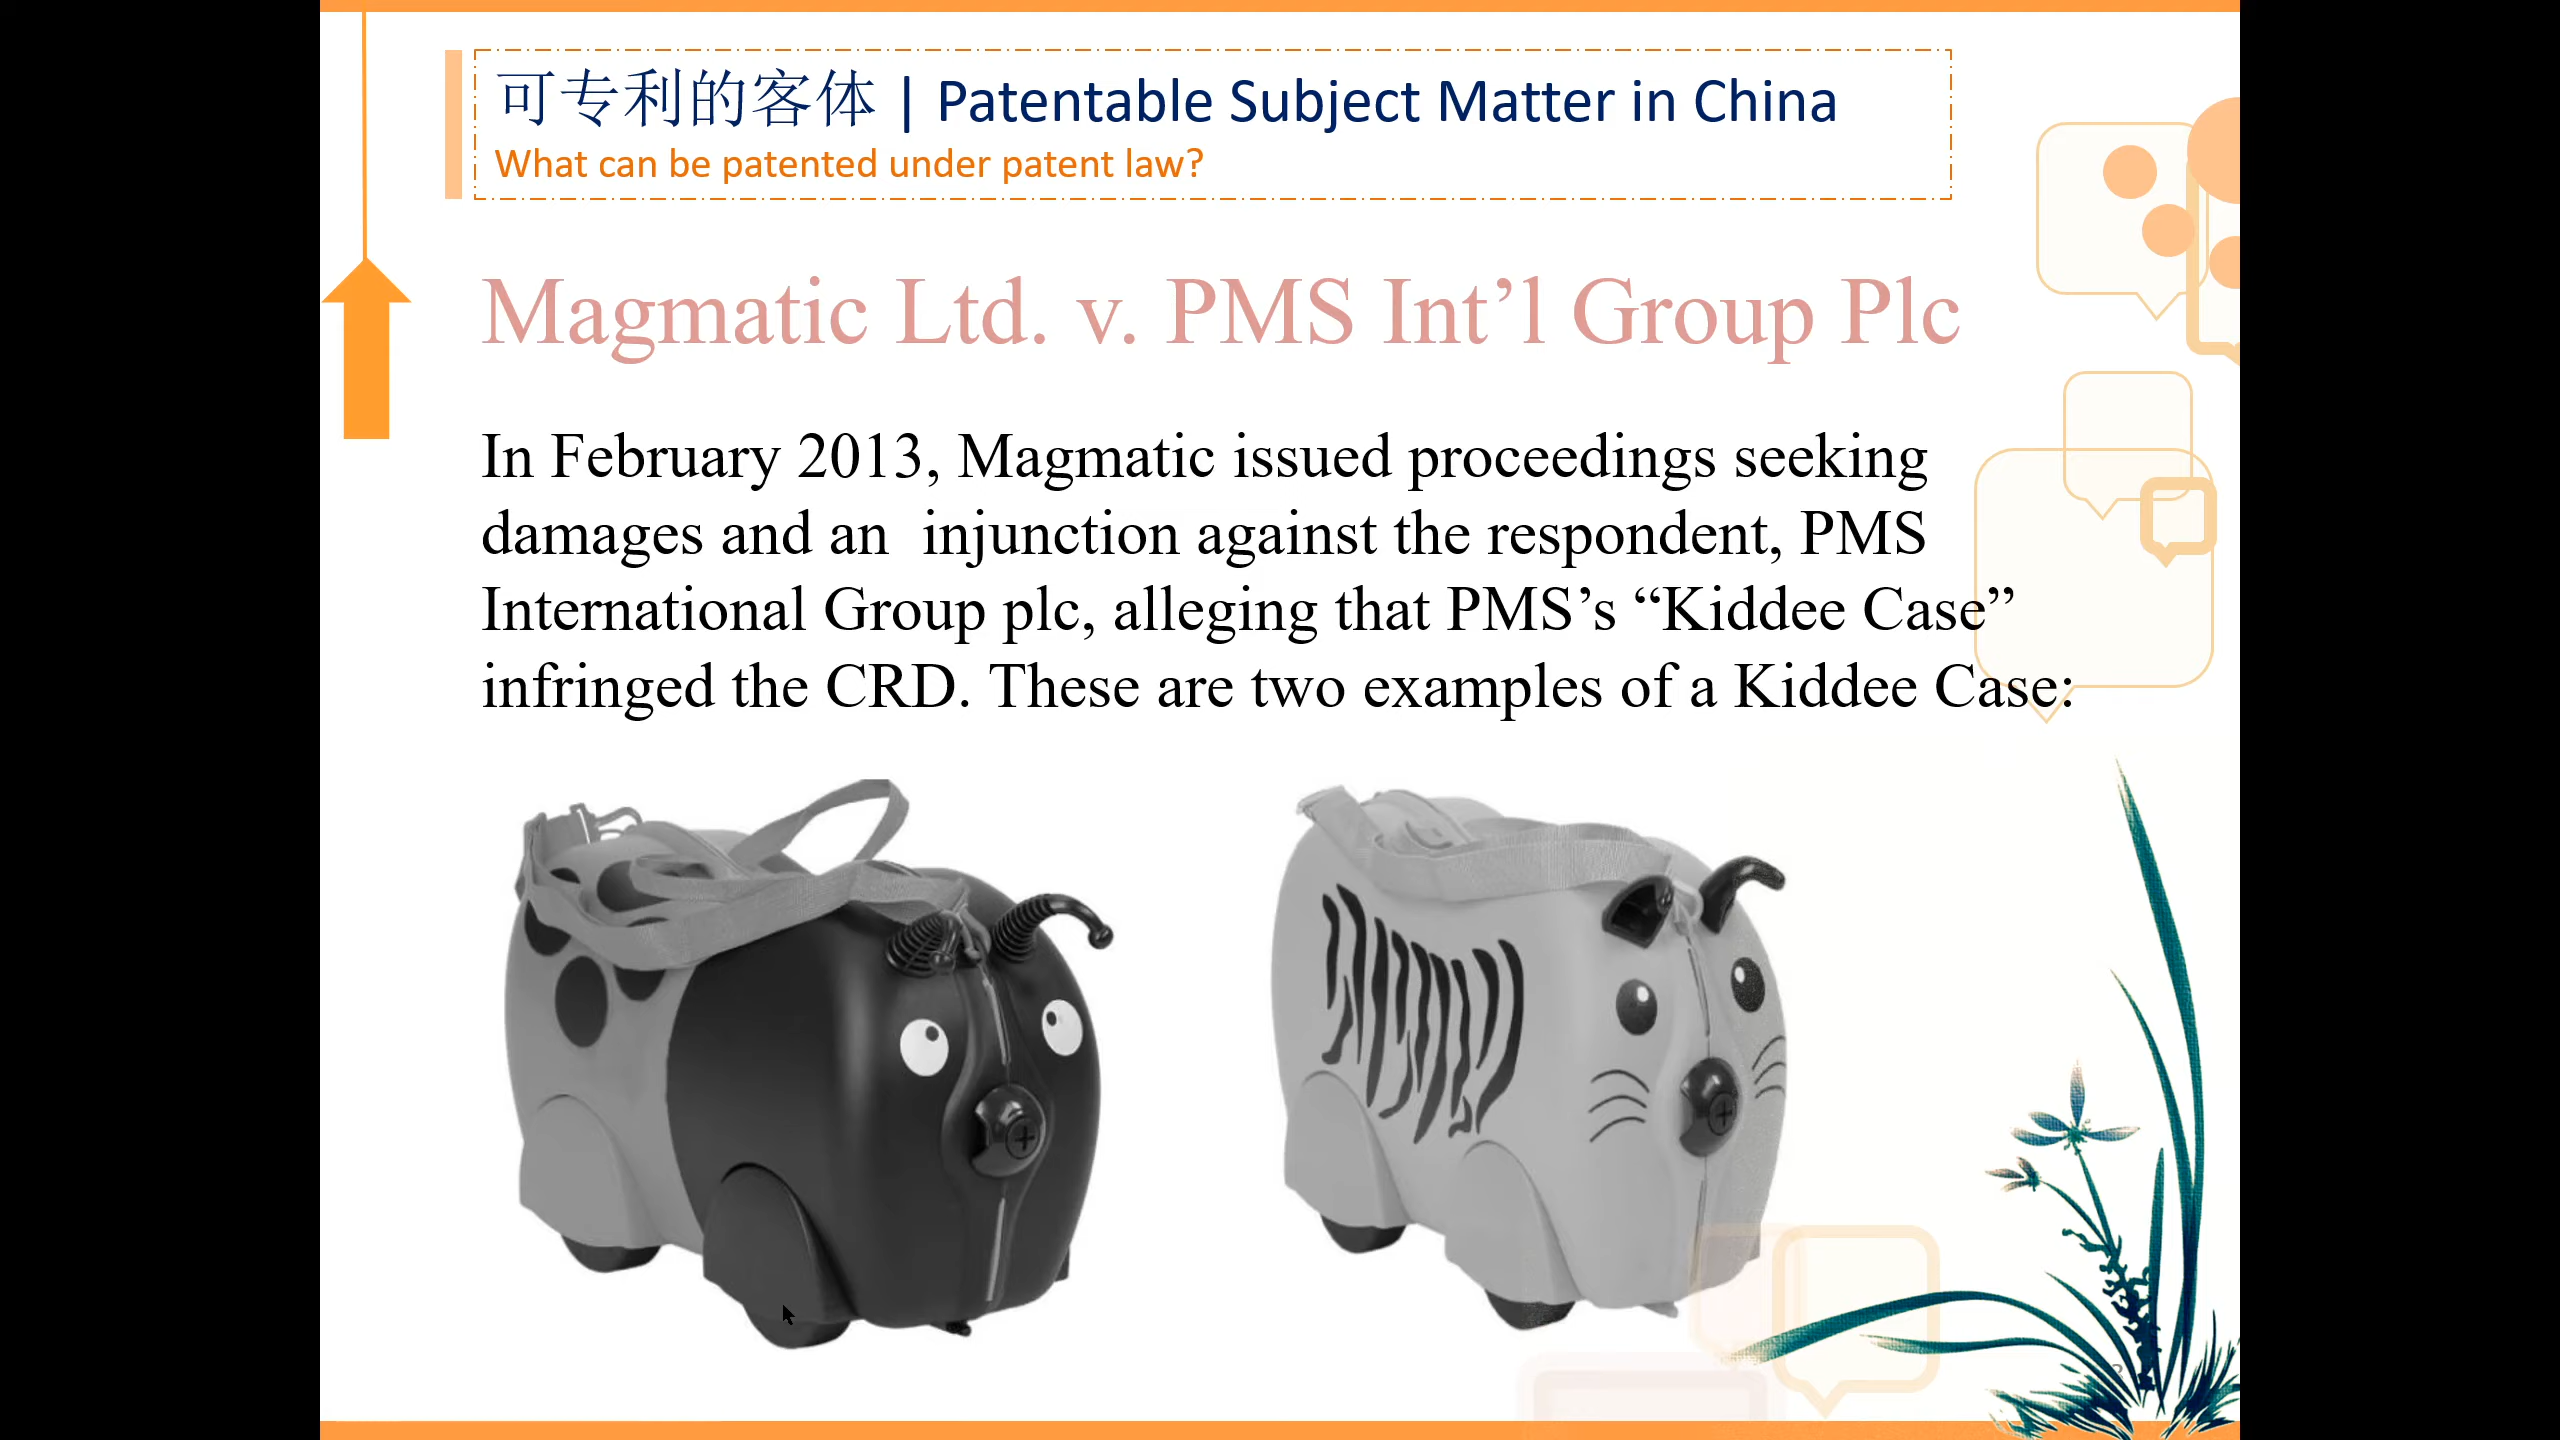 可专利的客体 | Patentable Subject Matter in China
What can be patented under patent law?
Magmatic Ltd. v. PMS Int’l Group Plc
In February 2013, Magmatic issued proceedings seeking
damages and an  injunction against the respondent, PMS
International Group plc, alleging that PMS’s “Kiddee Case”
infringed the CRD. These are two examples of a Kiddee Case: